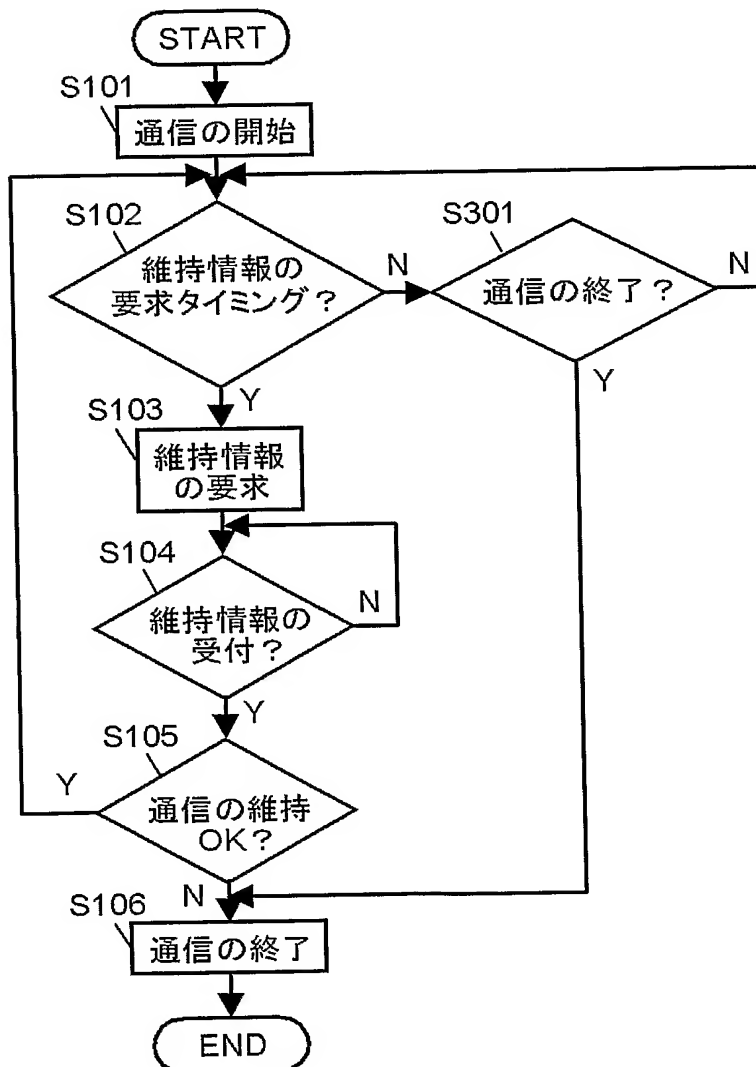 START
S101
通信の開始
S102
維持情報の
要求タイミング?
N
S301
通信の終了?
N
Y
Y
S103
維持情報
の要求
S104
維持情報の
受付?
N
Y
S105
Y
通信の維持
OK?
N
S106
通信の終了
END